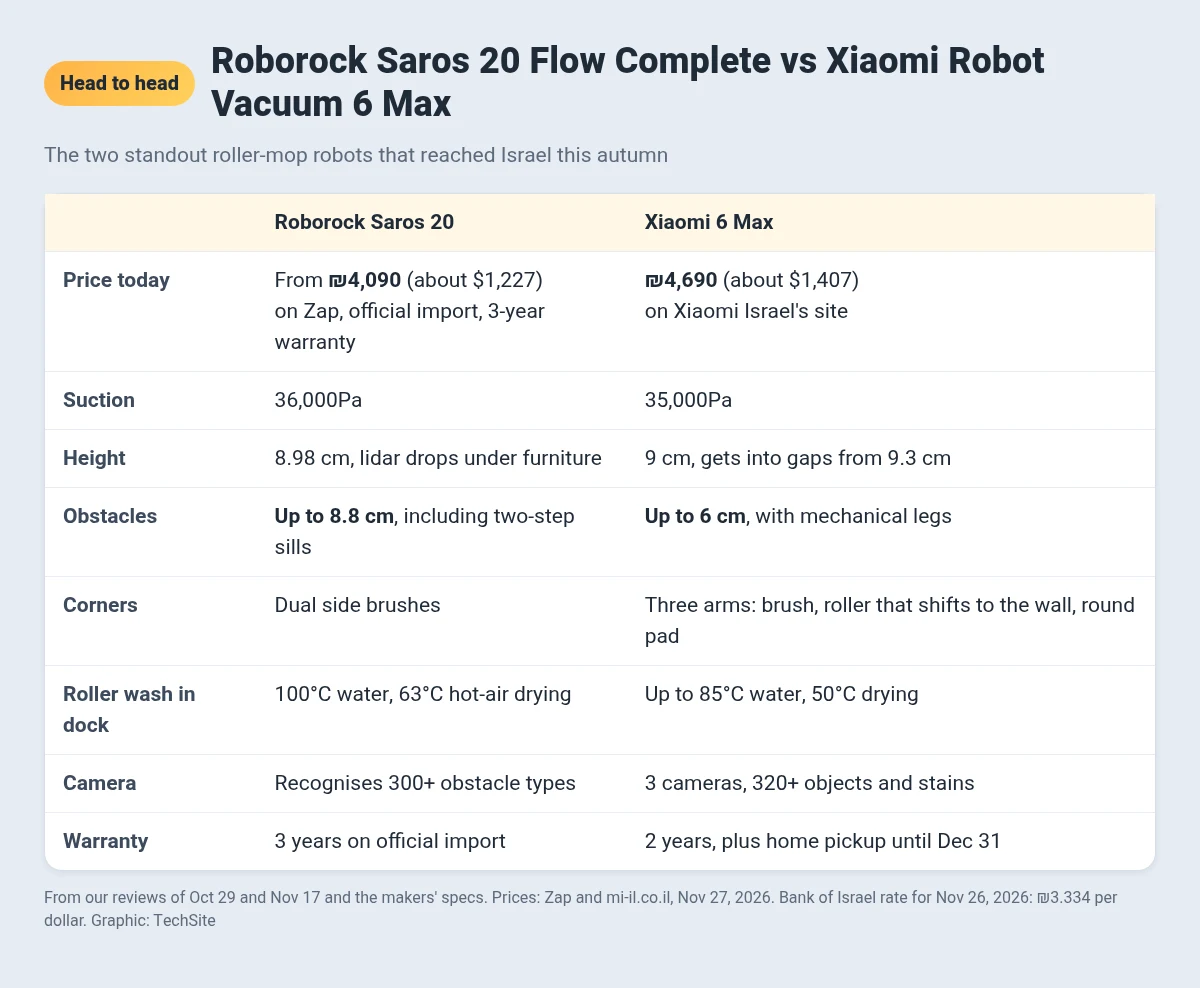 Head to head
Roborock Saros 20 Flow Complete vs Xiaomi Robot
Vacuum 6 Max
The two standout roller-mop robots that reached Israel this autumn
Roborock Saros 20
Xiaomi 6 Max
Price today
From ₪4,090 (about $1,227)
on Zap, official import, 3-year
warranty
₪4,690 (about $1,407)
on Xiaomi Israel's site
Suction
36,000Pa
35,000Pa
Height
8.98 cm, lidar drops under furniture
9 cm, gets into gaps from 9.3 cm
Obstacles
Up to 8.8 cm, including two-step
sills
Up to 6 cm, with mechanical legs
Corners
Dual side brushes
Three arms: brush, roller that shifts to the wall, round
pad
Roller wash in
dock
100°C water, 63°C hot-air drying
Up to 85°C water, 50°C drying
Camera
Recognises 300+ obstacle types
3 cameras, 320+ objects and stains
Warranty
3 years on official import
2 years, plus home pickup until Dec 31
From our reviews of Oct 29 and Nov 17 and the makers' specs. Prices: Zap and mi-il.co.il, Nov 27, 2026. Bank of Israel rate for Nov 26, 2026: ₪3.334 per
dollar. Graphic: TechSite